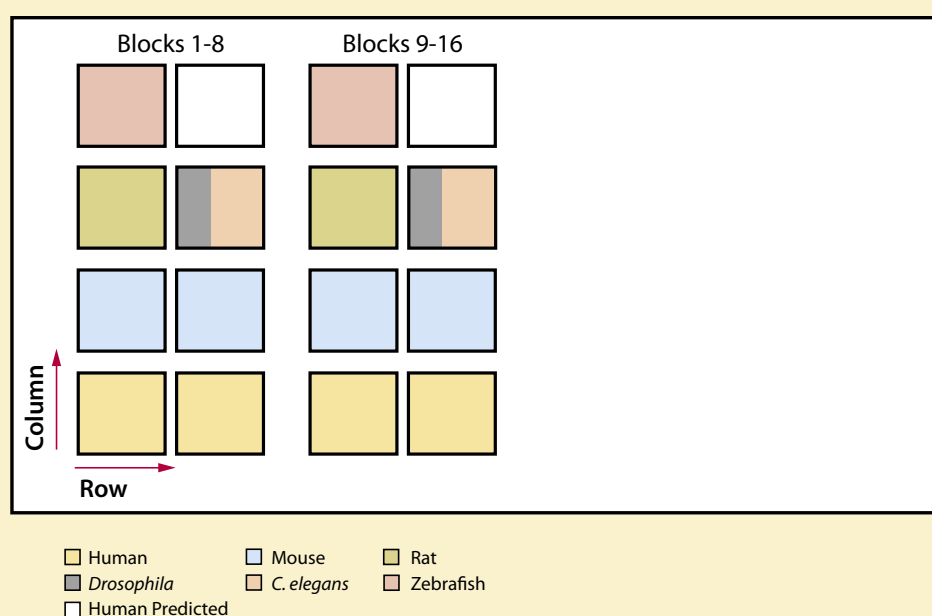 Blocks 1-8 Blocks 9-16
Column
Row
Human Mouse Rat
Drosophila C. elegans Zebrafish
Human Predicted